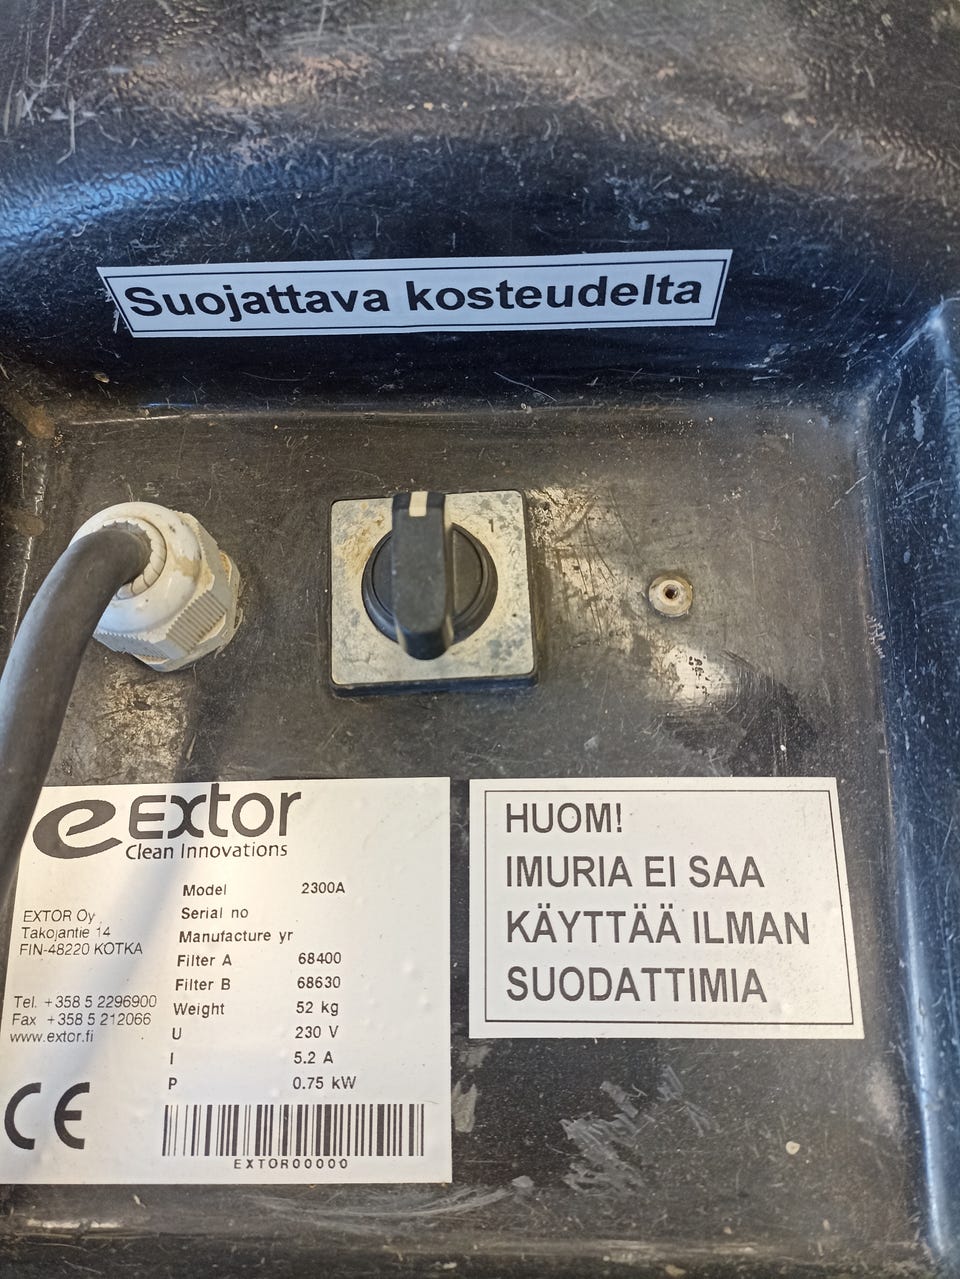 Suojattava kosteudelta
1
eExtor
Clean Innovations
EXTOR Oy
Takojantie 14
FIN-48220 KOTKA
Tel. +358 5 2296900
Fax +358 5 212066
www.extor.fi
Model 2300A
Serial no
Manufacture yr
Filter A 68400
Filter B 68630
Weight 52 kg
U 230 V
I 5.2 A
P 0.75 kW
CE
EXTOR00000
HUOM!
IMURIA EI SAA
KÄYTTÄÄ ILMAN
SUODATTIMIA